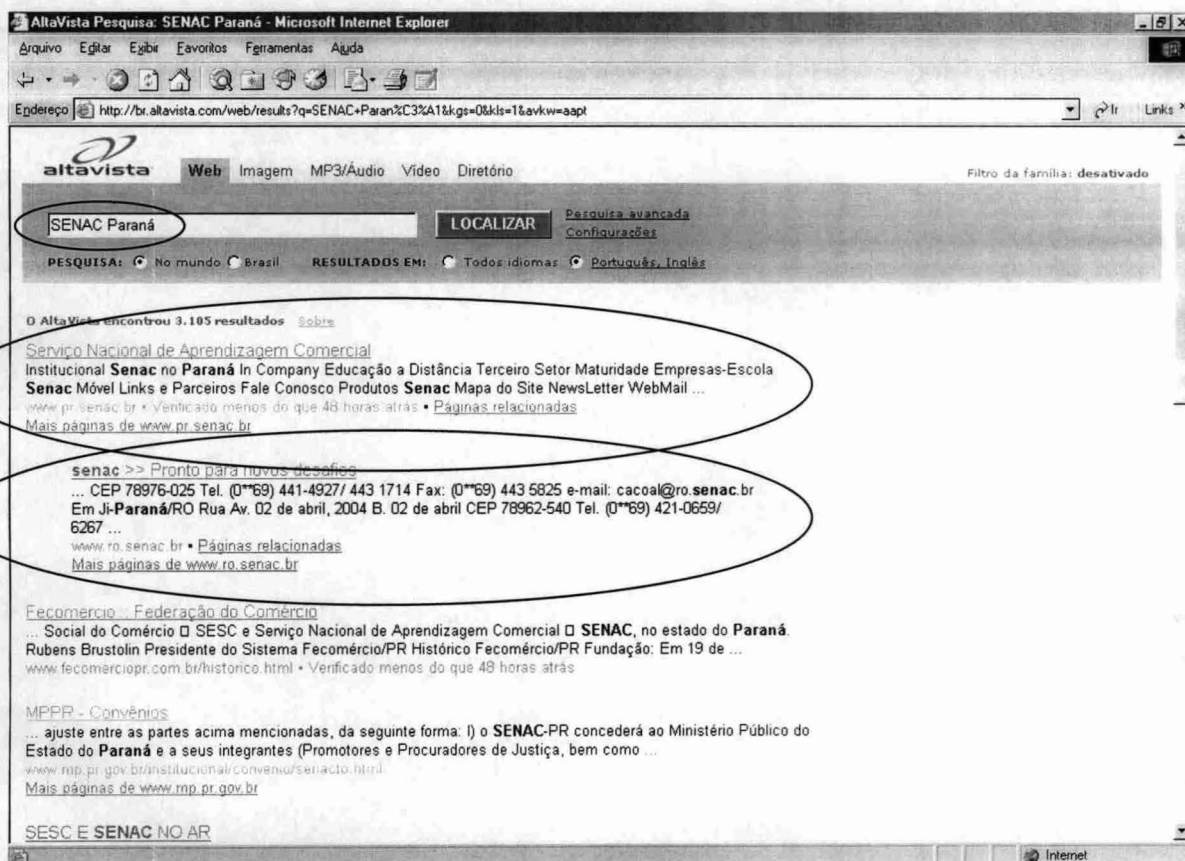 AltaVista Pesquisa: SENAC Paraná - Microsoft Internet Explorer
Arquivo Editar Exibir Favoritos Ferramentas Ajuda
Endereço http://br.altavista.com/web/results?q=SENAC+Paran%C3%A1&kgs=0&kls=1&avkw=aapt Ir Links
altavista Web Imagem MP3/Áudio Vídeo Diretório Filtro da família: desativado
SENAC Paraná LOCALIZAR Pesquisa avançada
Configurações
PESQUISA: No mundo Brasil RESULTADOS EM: Todos idiomas Português, Inglês
O AltaVista encontrou 3.105 resultados Sobre
Serviço Nacional de Aprendizagem Comercial
Institucional Senac no Paraná In Company Educação a Distância Terceiro Setor Maturidade Empresas-Escola
Senac Móvel Links e Parceiros Fale Conosco Produtos Senac Mapa do Site NewsLetter WebMail ...
www.pr.senac.br • Verificado menos do que 48 horas atrás • Páginas relacionadas
Mais páginas de www.pr.senac.br
senac >> Pronto para novos desafios
... CEP 78976-025 Tel. (0**69) 441-4927/ 443 1714 Fax: (0**69) 443 5825 e-mail: cacoal@ro.senac.br
Em Ji-Paraná/RO Rua Av. 02 de abril, 2004 B. 02 de abril CEP 78962-540 Tel. (0**69) 421-0659/
6267 ...
www.ro.senac.br • Páginas relacionadas
Mais páginas de www.ro.senac.br
Fecomercio :. Federação do Comércio
... Social do Comércio □ SESC e Serviço Nacional de Aprendizagem Comercial □ SENAC, no estado do Paraná.
Rubens Brustolin Presidente do Sistema Fecomércio/PR Histórico Fecomércio/PR Fundação: Em 19 de ...
www.fecomerciopr.com.br/historico.html • Verificado menos do que 48 horas atrás
MPPR - Convênios
... ajuste entre as partes acima mencionadas, da seguinte forma: I) o SENAC-PR concederá ao Ministério Público do
Estado do Paraná e a seus integrantes (Promotores e Procuradores de Justiça, bem como ...
www.mp.pr.gov.br/institucional/convenio/senacto.html
Mais páginas de www.mp.pr.gov.br
SESC E SENAC NO AR
Internet